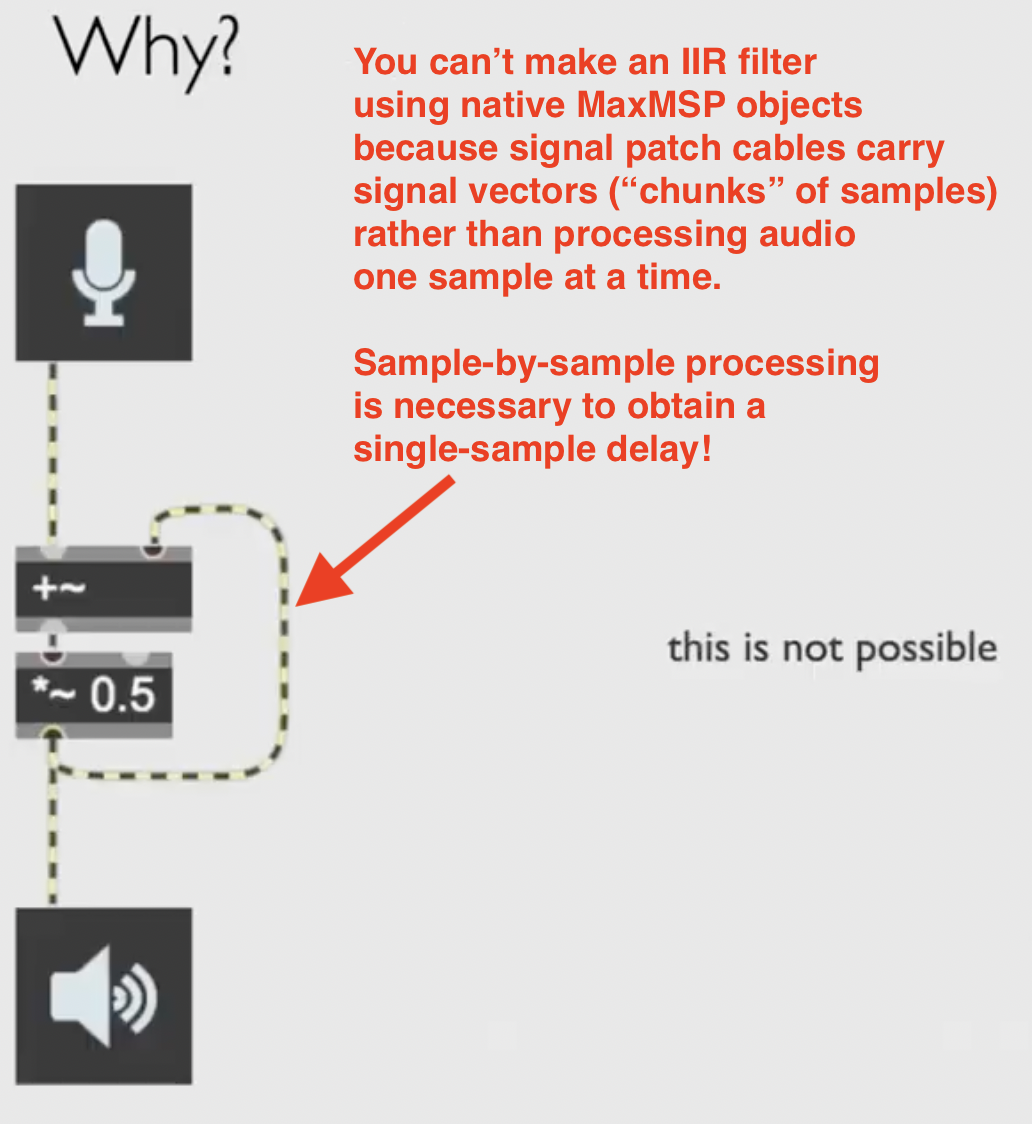 Why?
You can’t make an IIR filter
using native MaxMSP objects
because signal patch cables carry
signal vectors (“chunks” of samples)
rather than processing audio
one sample at a time.
Sample-by-sample processing
is necessary to obtain a
single-sample delay!
+~
*~ 0.5
this is not possible